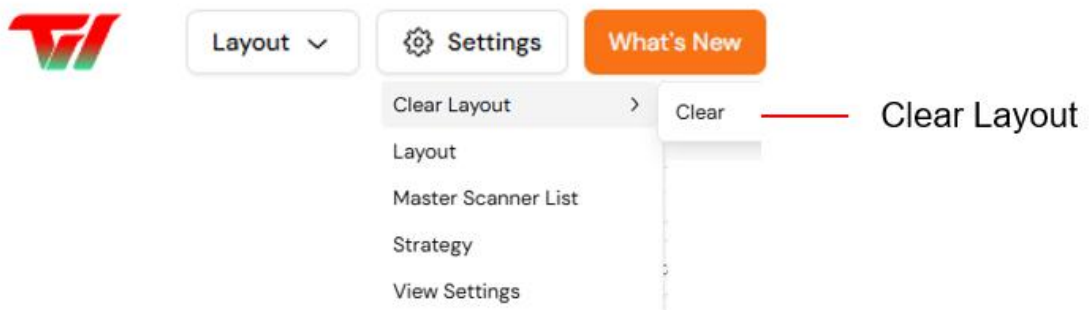 Layout
Settings
What's New
Clear Layout
Clear
Clear Layout
Layout
Master Scanner List
Strategy
View Settings